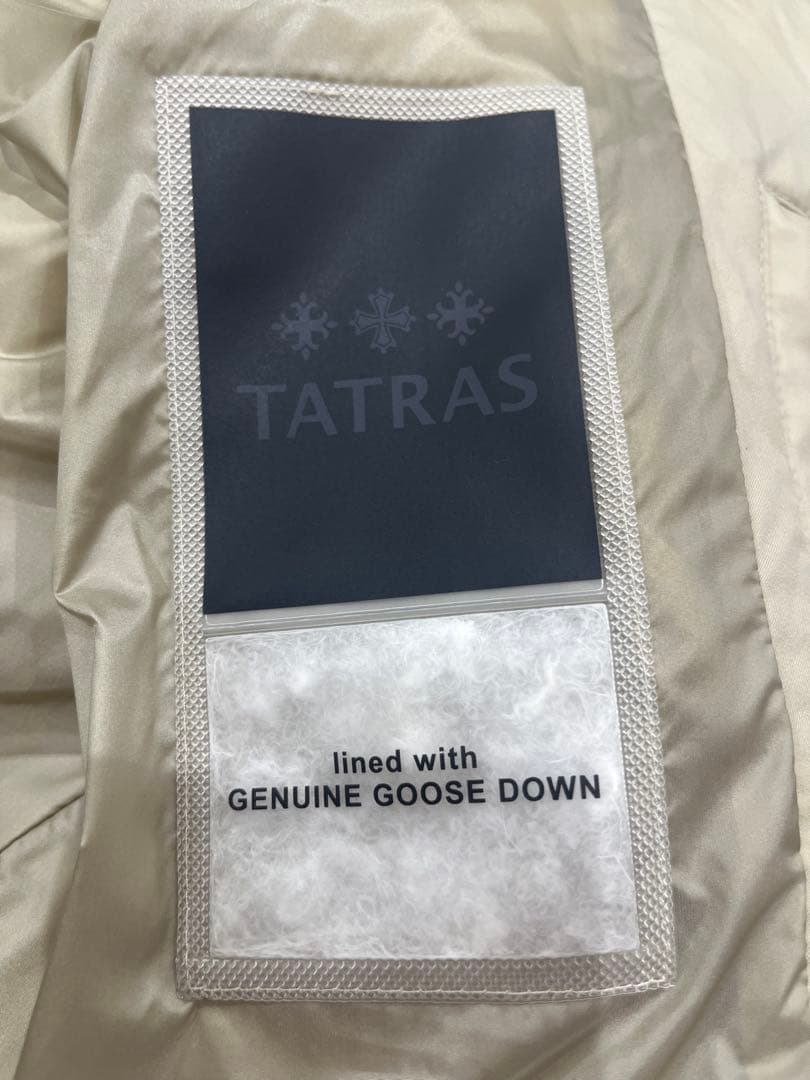 TATRAS
lined with
GENUINE GOOSE DOWN